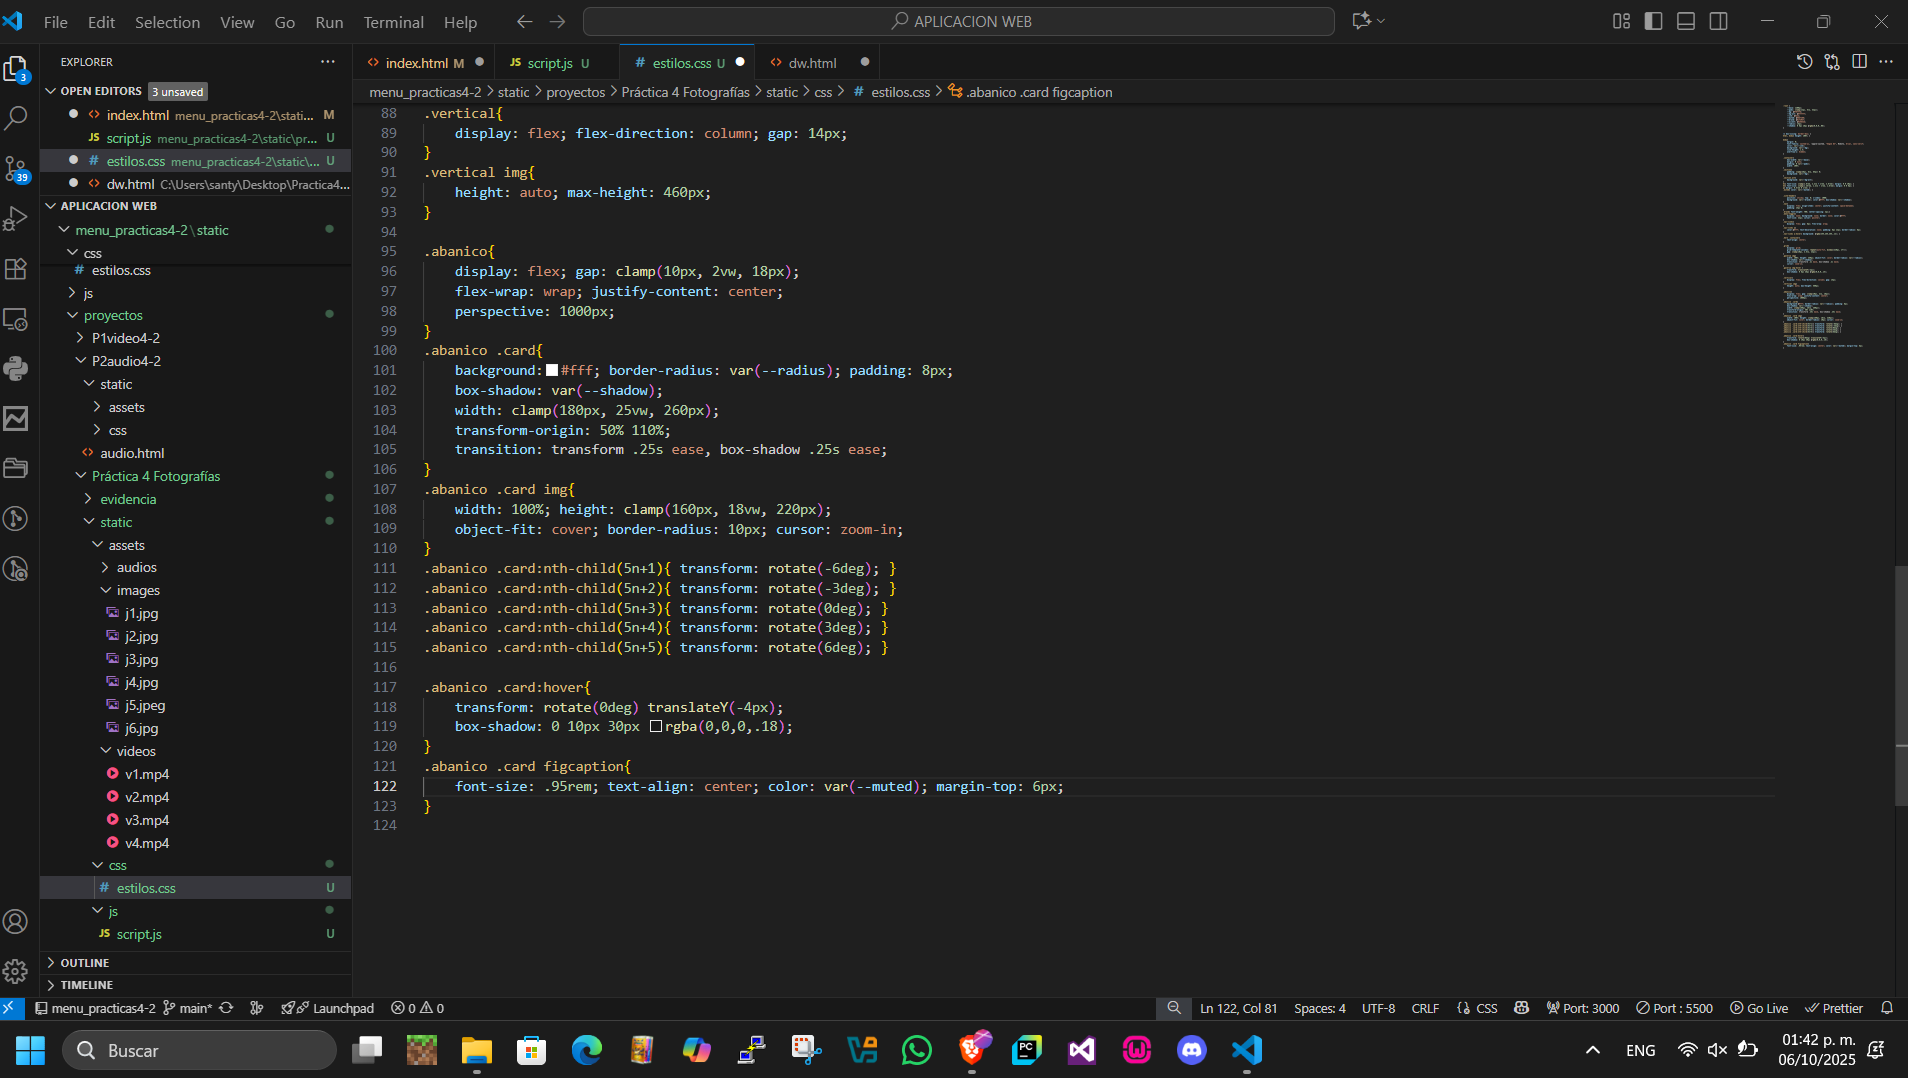 File Edit Selection View Go Run Terminal Help
APLICACION WEB
EXPLORER
OPEN EDITORS 3 unsaved
index.html menu_practicas4-2\stati... M
script.js menu_practicas4-2\static\pr... U
estilos.css menu_practicas4-2\static\... U
dw.html C:\Users\santy\Desktop\Practica4...
APLICACION WEB
menu_practicas4-2\static
css
estilos.css
js
proyectos
P1video4-2
P2audio4-2
static
assets
css
audio.html
Práctica 4 Fotografías
evidencia
static
assets
audios
images
j1.jpg
j2.jpg
j3.jpg
j4.jpg
j5.jpeg
j6.jpg
videos
v1.mp4
v2.mp4
v3.mp4
v4.mp4
css
estilos.css U
js
script.js U
OUTLINE
TIMELINE
3
39
index.html M
script.js U
estilos.css U
dw.html
menu_practicas4-2 > static > proyectos > Práctica 4 Fotografías > static > css > # estilos.css > .abanico .card figcaption
88 .vertical{
89 display: flex; flex-direction: column; gap: 14px;
90 }
91 .vertical img{
92 height: auto; max-height: 460px;
93 }
94
95 .abanico{
96 display: flex; gap: clamp(10px, 2vw, 18px);
97 flex-wrap: wrap; justify-content: center;
98 perspective: 1000px;
99 }
100 .abanico .card{
101 background: #fff; border-radius: var(--radius); padding: 8px;
102 box-shadow: var(--shadow);
103 width: clamp(180px, 25vw, 260px);
104 transform-origin: 50% 110%;
105 transition: transform .25s ease, box-shadow .25s ease;
106 }
107 .abanico .card img{
108 width: 100%; height: clamp(160px, 18vw, 220px);
109 object-fit: cover; border-radius: 10px; cursor: zoom-in;
110 }
111 .abanico .card:nth-child(5n+1){ transform: rotate(-6deg); }
112 .abanico .card:nth-child(5n+2){ transform: rotate(-3deg); }
113 .abanico .card:nth-child(5n+3){ transform: rotate(0deg); }
114 .abanico .card:nth-child(5n+4){ transform: rotate(3deg); }
115 .abanico .card:nth-child(5n+5){ transform: rotate(6deg); }
116
117 .abanico .card:hover{
118 transform: rotate(0deg) translateY(-4px);
119 box-shadow: 0 10px 30px rgba(0,0,0,.18);
120 }
121 .abanico .card figcaption{
122 font-size: .95rem; text-align: center; color: var(--muted); margin-top: 6px;
123 }
124
menu_practicas4-2 main* Launchpad 0 0 Ln 122, Col 81 Spaces: 4 UTF-8 CRLF CSS Port: 3000 Port : 5500 Go Live Prettier
Buscar
ENG
01:42 p. m.
06/10/2025